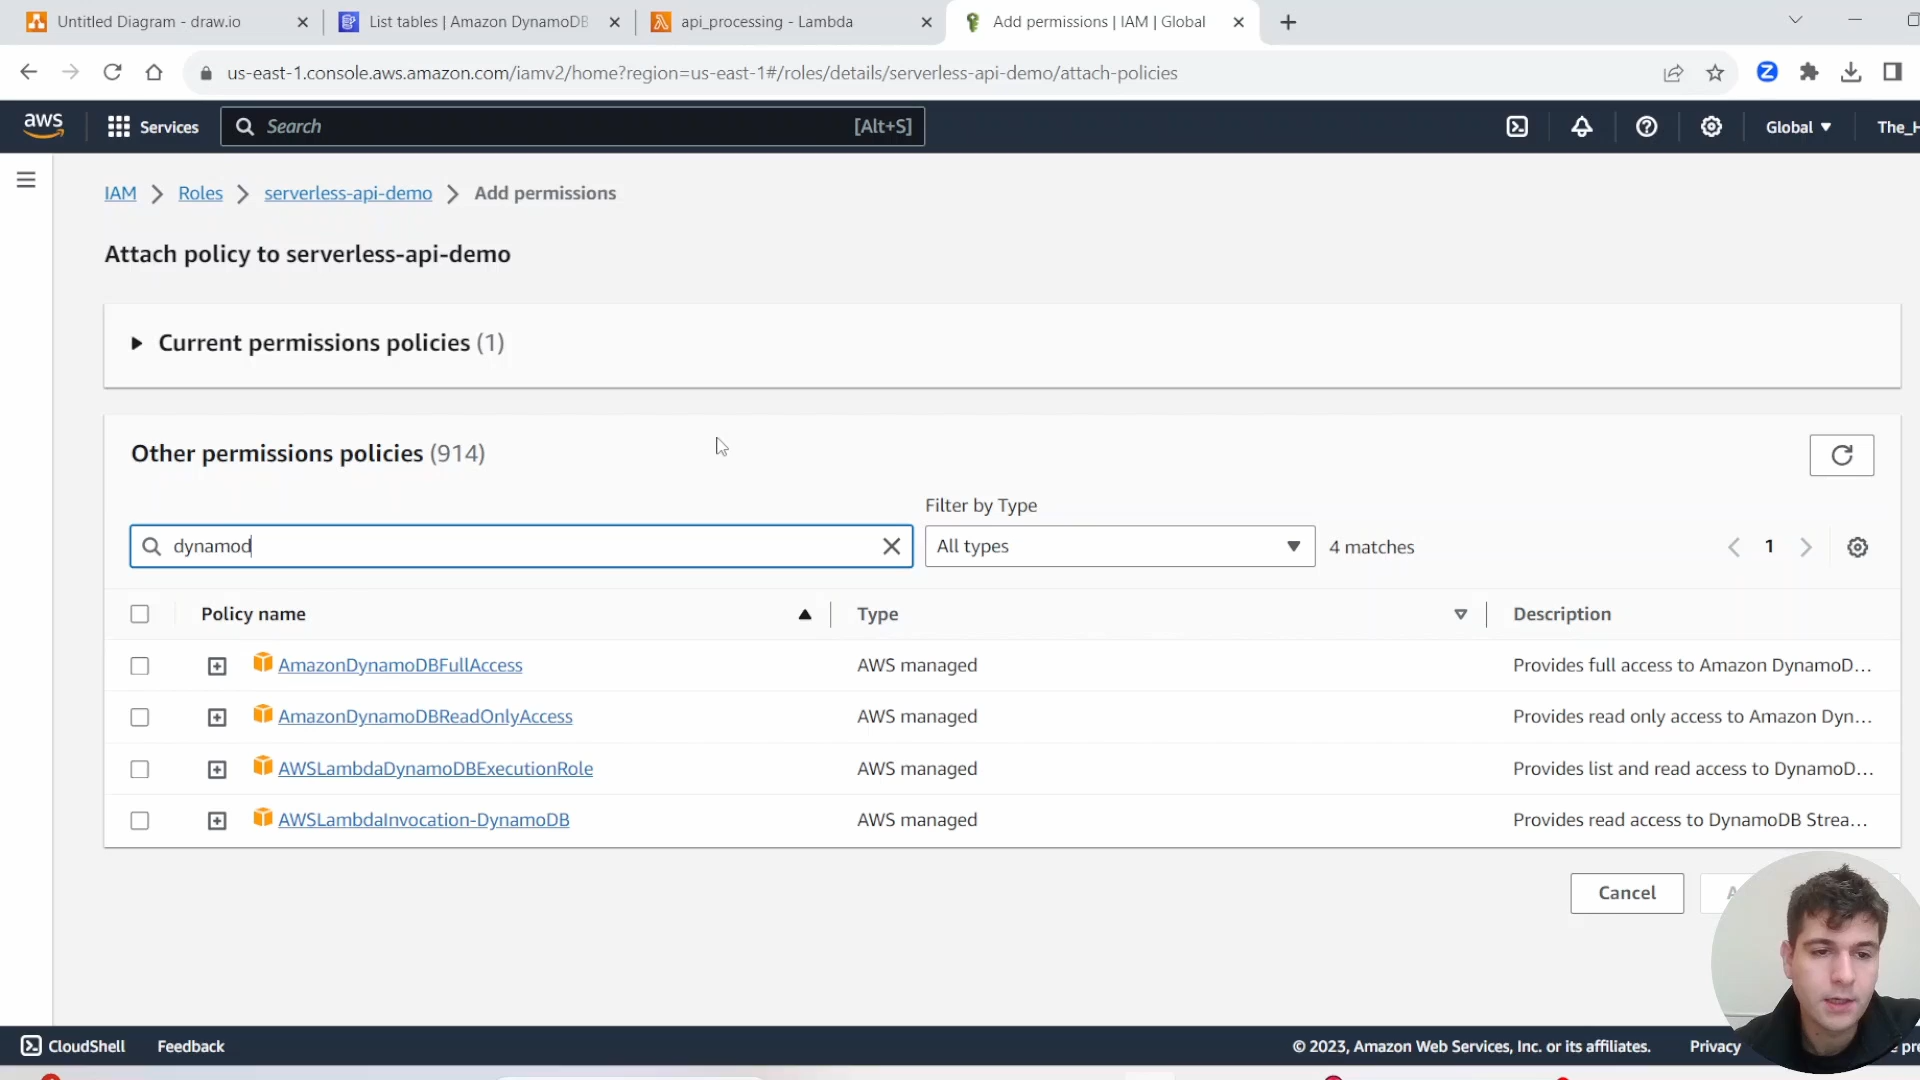 Untitled Diagram - draw.io
List tables | Amazon DynamoDB
api_processing - Lambda
Add permissions | IAM | Global
us-east-1.console.aws.amazon.com/iamv2/home?region=us-east-1#/roles/details/serverless-api-demo/attach-policies
aws
Services
Search
[Alt+S]
Global
The_H
IAM
Roles
serverless-api-demo
Add permissions
Attach policy to serverless-api-demo
Current permissions policies (1)
Other permissions policies (914)
Filter by Type
dynamod
All types
4 matches
1
Policy name
Type
Description
AmazonDynamoDBFullAccess
AWS managed
Provides full access to Amazon DynamoD...
AmazonDynamoDBReadOnlyAccess
AWS managed
Provides read only access to Amazon Dyn...
AWSLambdaDynamoDBExecutionRole
AWS managed
Provides list and read access to DynamoD...
AWSLambdaInvocation-DynamoDB
AWS managed
Provides read access to DynamoDB Strea...
Cancel
CloudShell
Feedback
© 2023, Amazon Web Services, Inc. or its affiliates.
Privacy